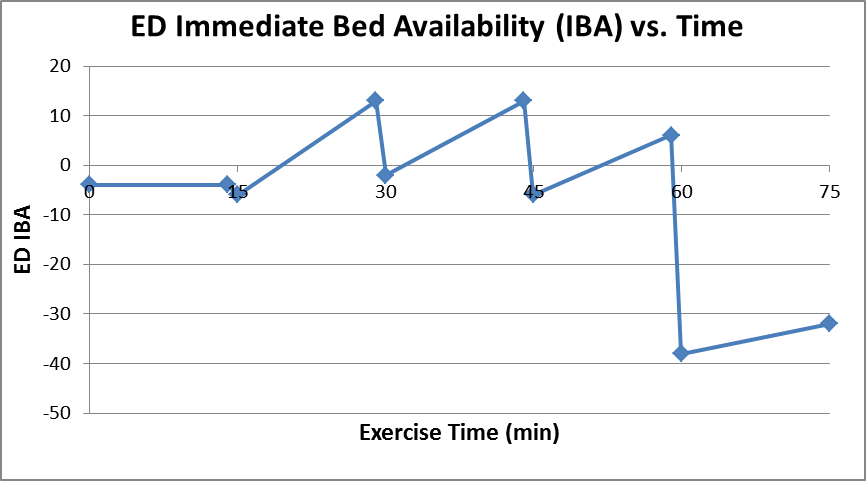 ED Immediate Bed Availability (IBA) vs. Time
20
10
0
-10
-20
-30
-40
-50
ED IBA
0 15 30 45 60 75
Exercise Time (min)